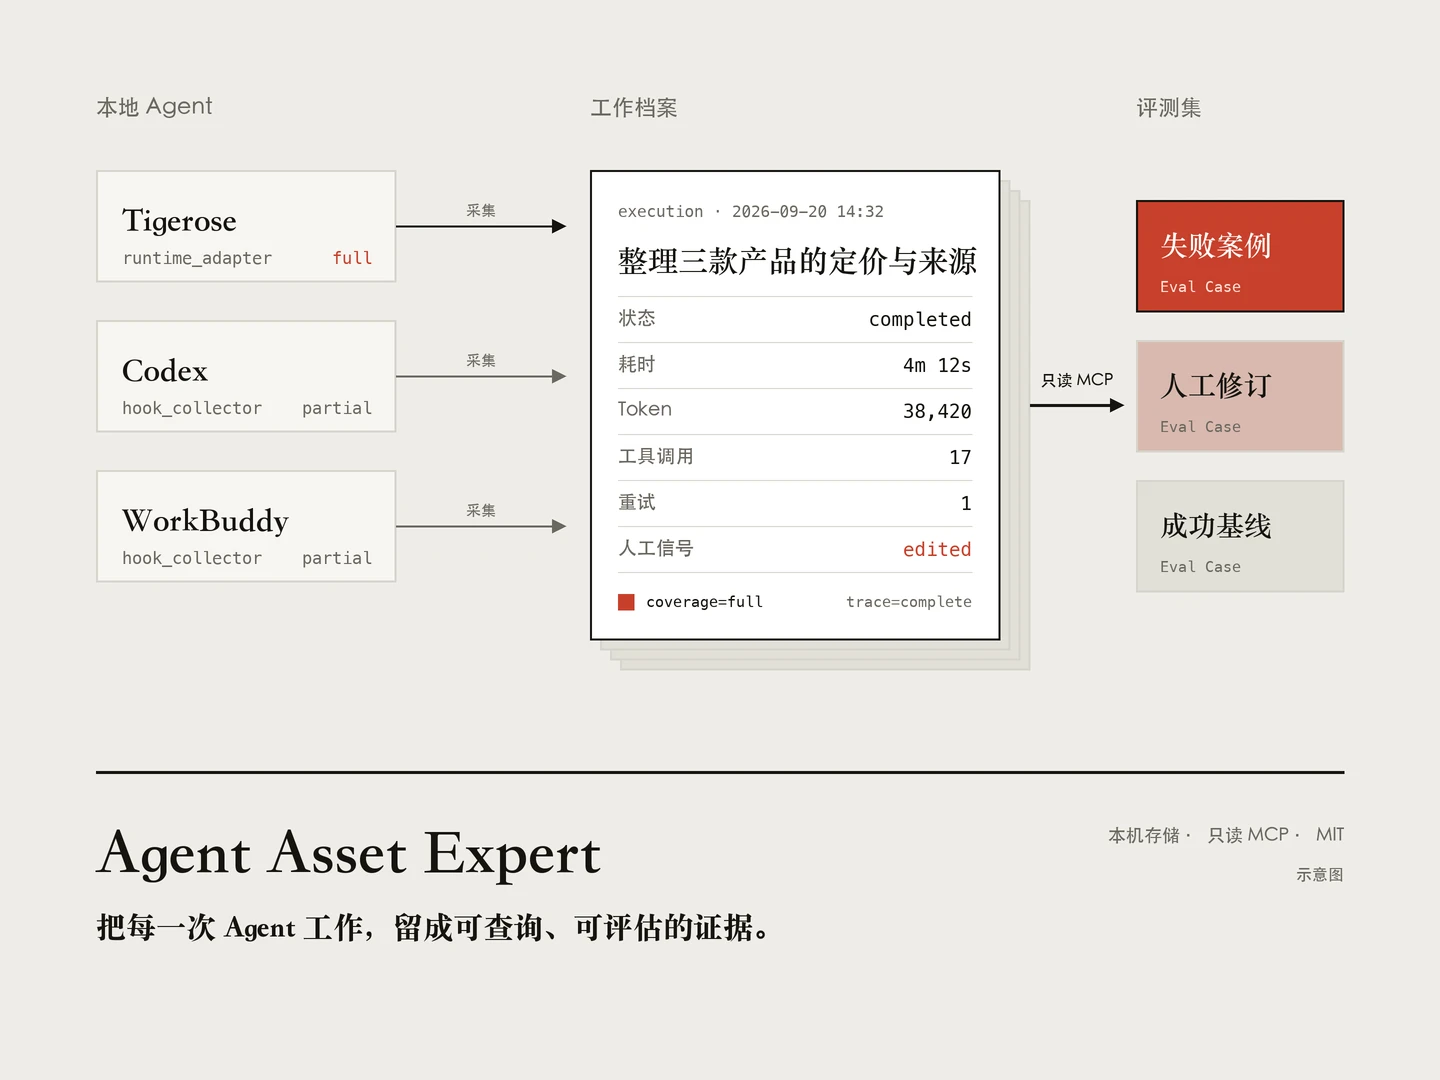 本地 Agent
工作档案
评测集
Tigerose
runtime_adapter full
采集
Codex
hook_collector partial
采集
WorkBuddy
hook_collector partial
采集
execution · 2026-09-20 14:32
整理三款产品的定价与来源
状态 completed
耗时 4m 12s
Token 38,420
工具调用 17
重试 1
人工信号 edited
coverage=full trace=complete
只读 MCP
失败案例
Eval Case
人工修订
Eval Case
成功基线
Eval Case
Agent Asset Expert
把每一次 Agent 工作，留成可查询、可评估的证据。
本机存储 · 只读 MCP · MIT
示意图